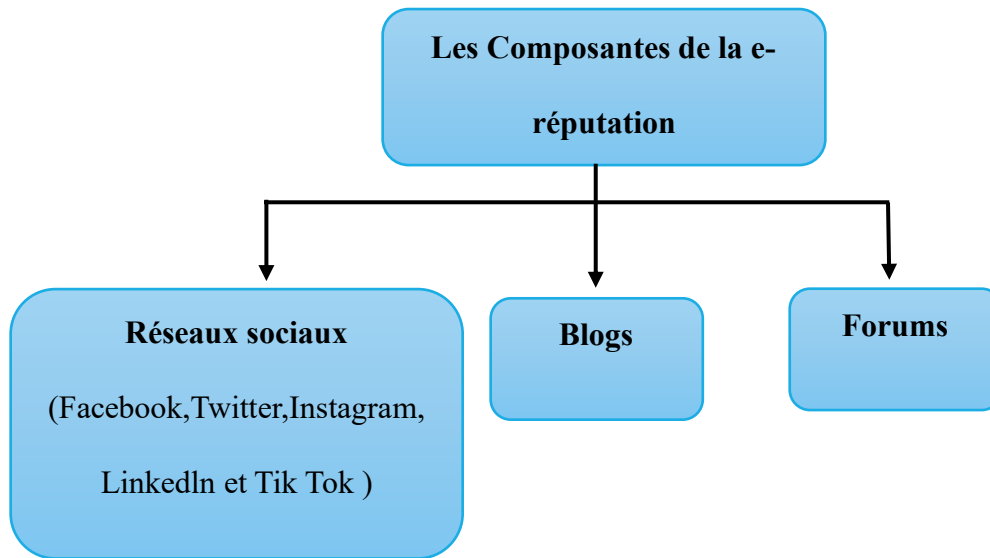 Les Composantes de la e-
réputation
Réseaux sociaux
(Facebook,Twitter,Instagram,
Linkedln et Tik Tok )
Blogs
Forums